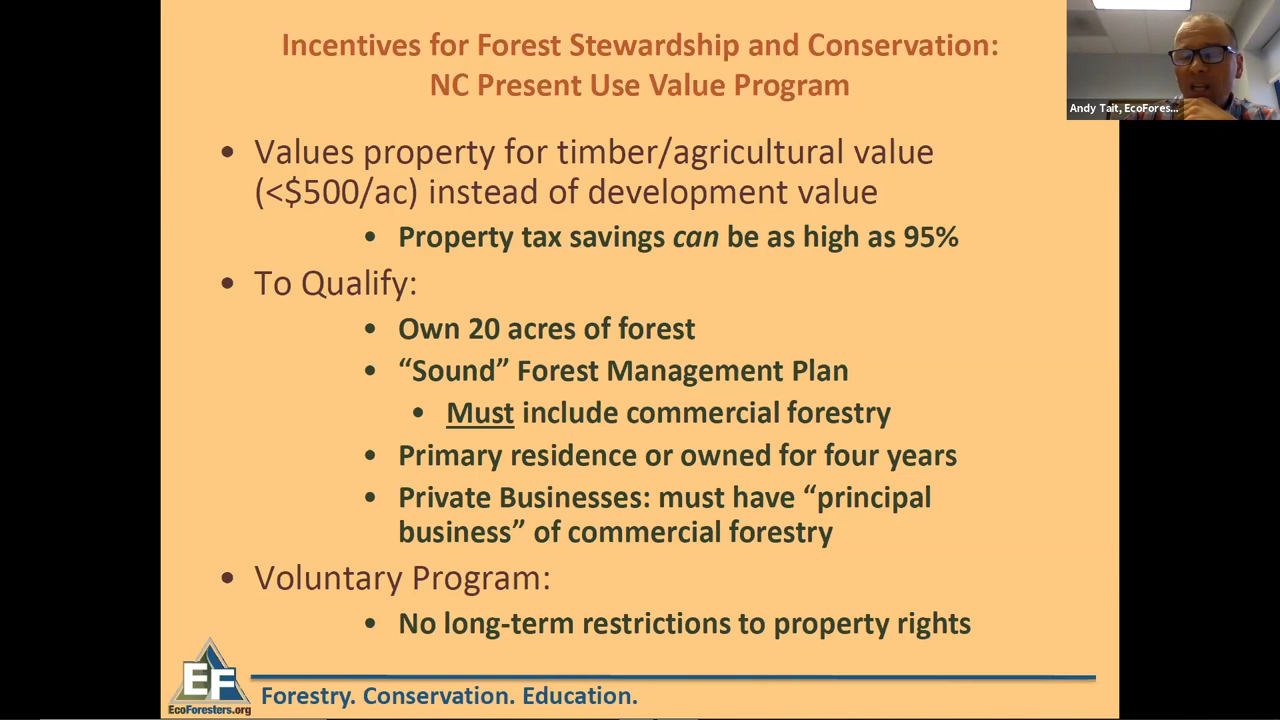 Incentives for Forest Stewardship and Conservation:
NC Present Use Value Program
Andy Tait, EcoFores...
• Values property for timber/agricultural value
(<$500/ac) instead of development value
• Property tax savings can be as high as 95%
• To Qualify:
• Own 20 acres of forest
• “Sound” Forest Management Plan
• Must include commercial forestry
• Primary residence or owned for four years
• Private Businesses: must have “principal
business” of commercial forestry
• Voluntary Program:
• No long-term restrictions to property rights
EF
EcoForesters.org
Forestry. Conservation. Education.